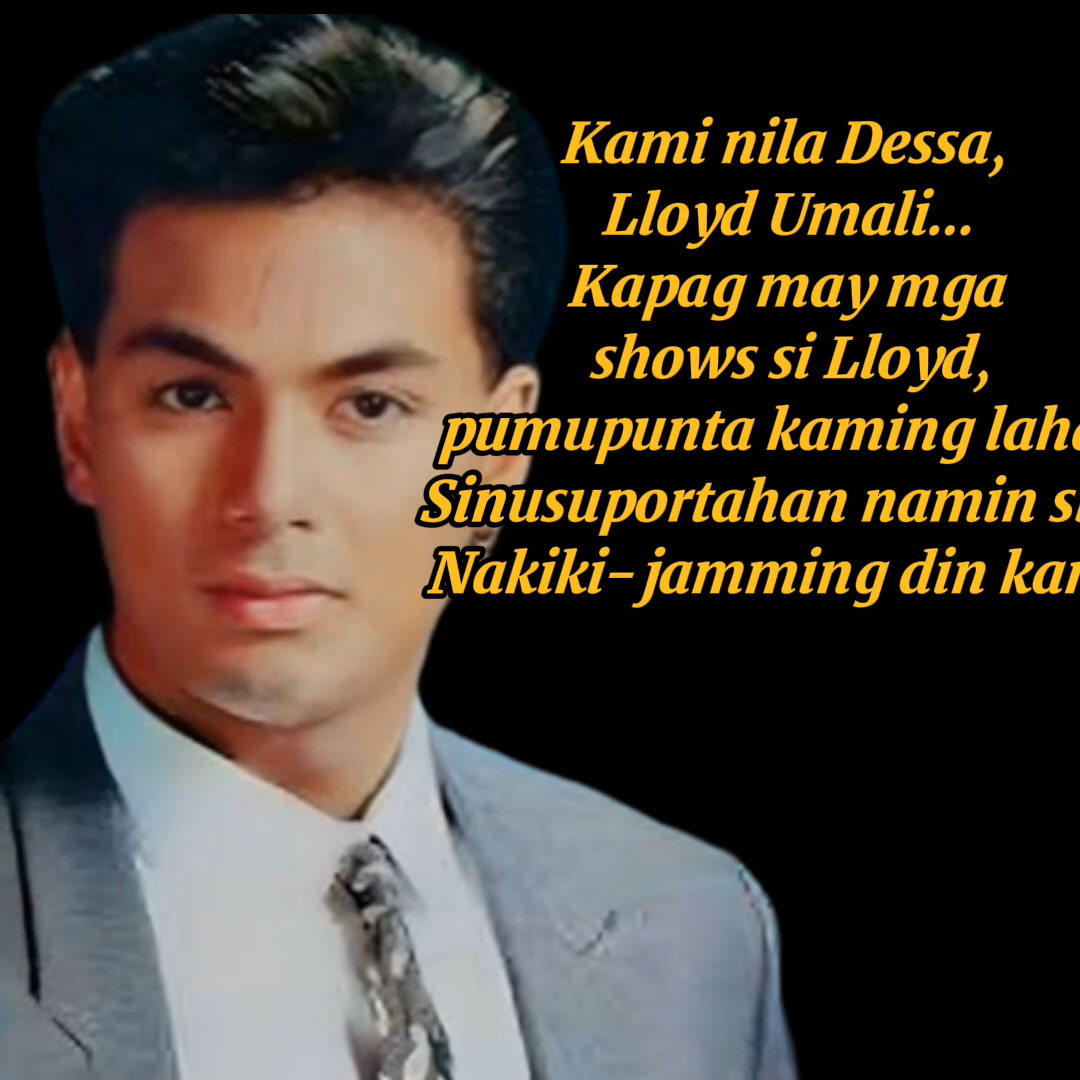 Kami nila Dessa,
Lloyd Umali...
Kapag may mga
shows si Lloyd,
pumupunta kaming
Sinusuportahan namin
Nakiki-jamming din